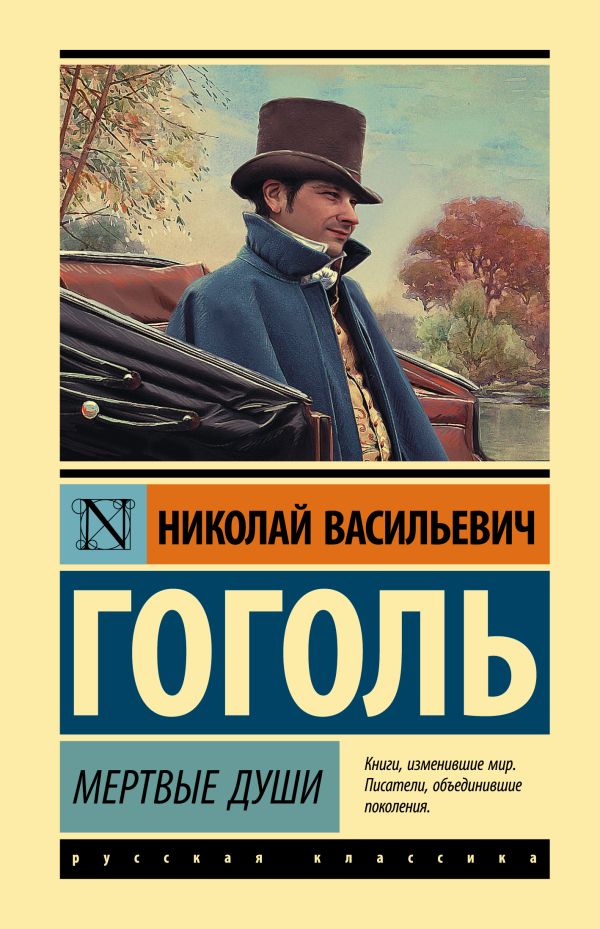 N
НИКОЛАЙ ВАСИЛЬЕВИЧ
ГОГОЛЬ
МЕРТВЫЕ ДУШИ
Книги, изменившие мир.
Писатели, объединившие
поколения.
русская классика